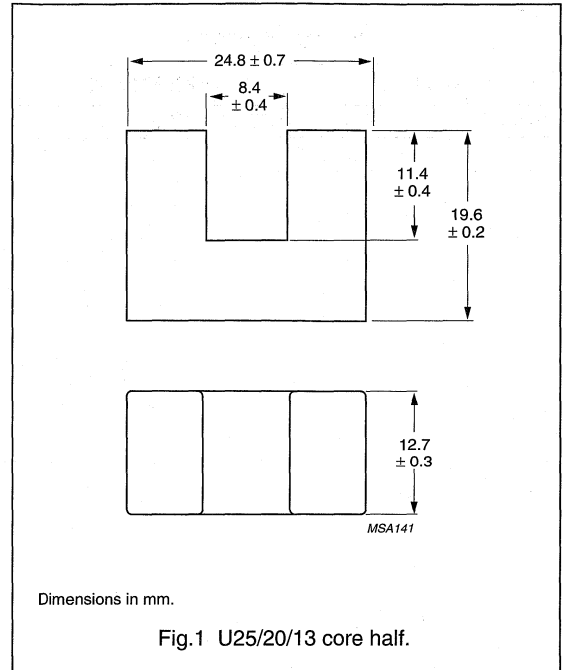 24.8 ± 0.7
8.4
± 0.4
11.4
± 0.4
19.6
± 0.2
12.7
± 0.3
MSA141
Dimensions in mm.
Fig.1 U25/20/13 core half.